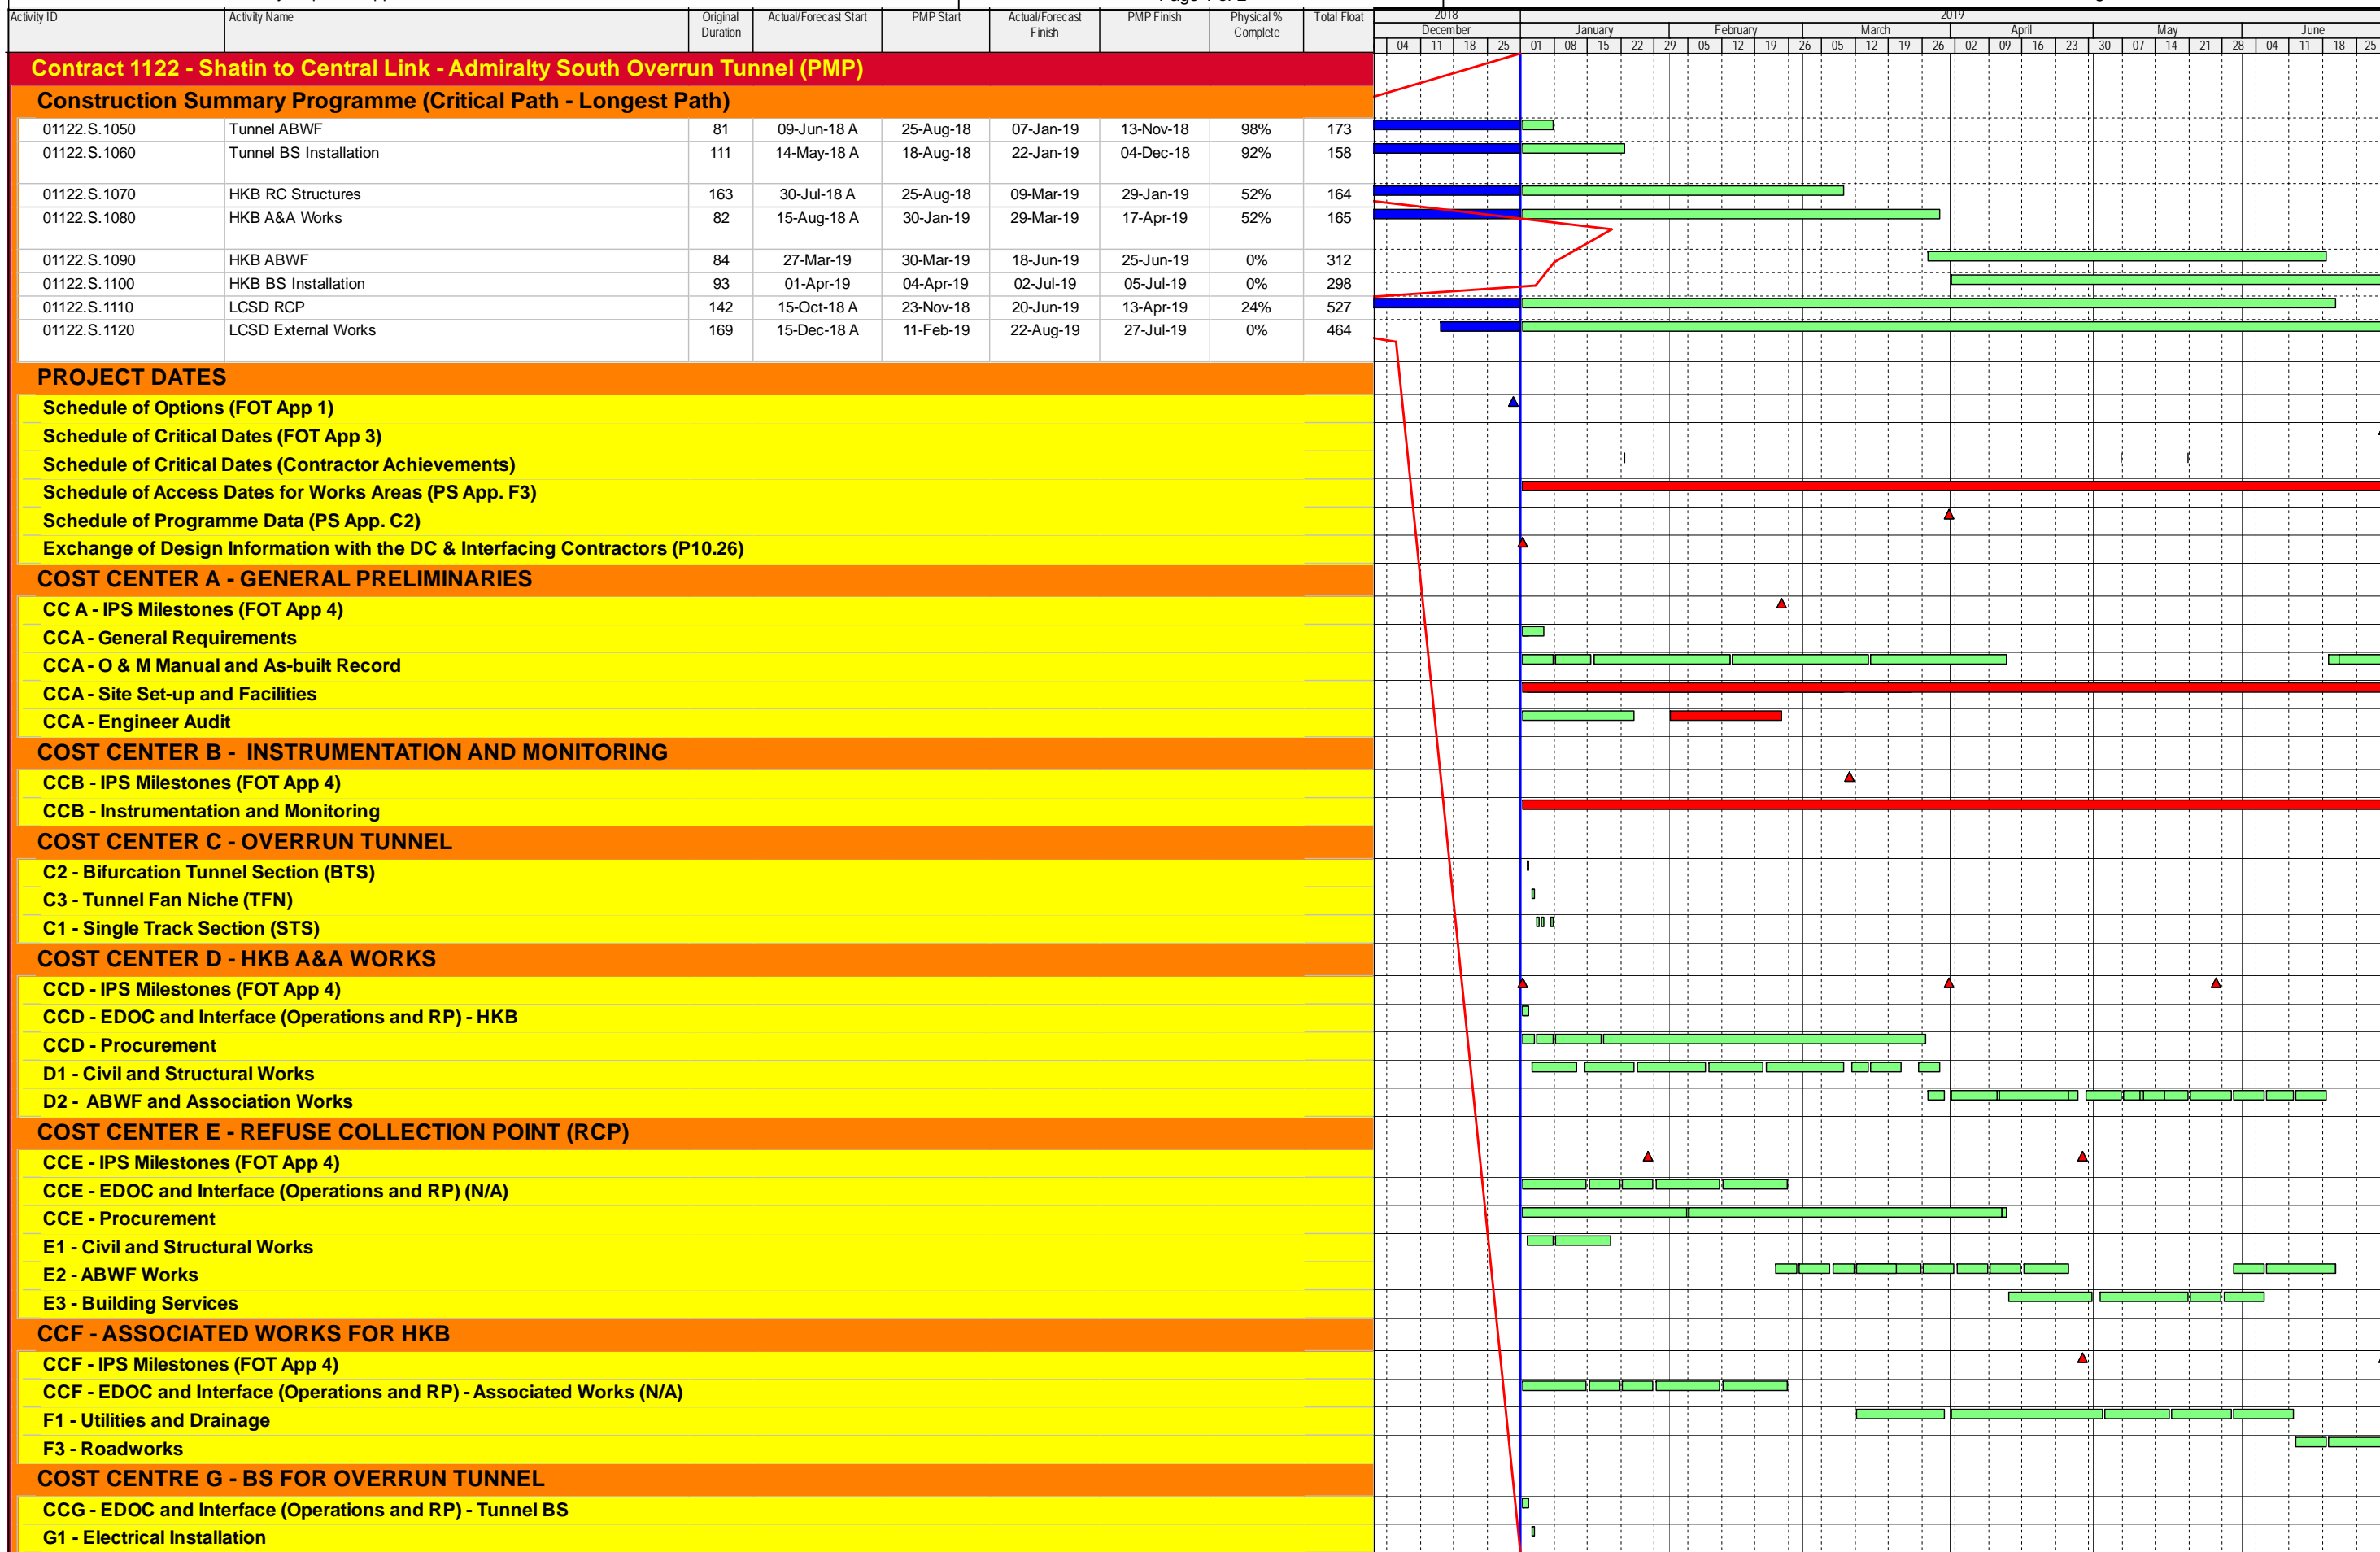 Activity ID Activity Name Original Duration Actual/Forecast Start PMP Start Actual/Forecast Finish PMP Finish Physical % Complete Total Float
2018 2019
December January February March April May June
04 11 18 25 01 08 15 22 29 05 12 19 26 05 12 19 26 02 09 16 23 30 07 14 21 28 04 11 18 25
Contract 1122 - Shatin to Central Link - Admiralty South Overrun Tunnel (PMP)
Construction Summary Programme (Critical Path - Longest Path)
01122.S.1050 Tunnel ABWF 81 09-Jun-18 A 25-Aug-18 07-Jan-19 13-Nov-18 98% 173
01122.S.1060 Tunnel BS Installation 111 14-May-18 A 18-Aug-18 22-Jan-19 04-Dec-18 92% 158
01122.S.1070 HKB RC Structures 163 30-Jul-18 A 25-Aug-18 09-Mar-19 29-Jan-19 52% 164
01122.S.1080 HKB A&A Works 82 15-Aug-18 A 30-Jan-19 29-Mar-19 17-Apr-19 52% 165
01122.S.1090 HKB ABWF 84 27-Mar-19 30-Mar-19 18-Jun-19 25-Jun-19 0% 312
01122.S.1100 HKB BS Installation 93 01-Apr-19 04-Apr-19 02-Jul-19 05-Jul-19 0% 298
01122.S.1110 LCSD RCP 142 15-Oct-18 A 23-Nov-18 20-Jun-19 13-Apr-19 24% 527
01122.S.1120 LCSD External Works 169 15-Dec-18 A 11-Feb-19 22-Aug-19 27-Jul-19 0% 464
PROJECT DATES
Schedule of Options (FOT App 1)
Schedule of Critical Dates (FOT App 3)
Schedule of Critical Dates (Contractor Achievements)
Schedule of Access Dates for Works Areas (PS App. F3)
Schedule of Programme Data (PS App. C2)
Exchange of Design Information with the DC & Interfacing Contractors (P10.26)
COST CENTER A - GENERAL PRELIMINARIES
CC A - IPS Milestones (FOT App 4)
CCA - General Requirements
CCA - O & M Manual and As-built Record
CCA - Site Set-up and Facilities
CCA - Engineer Audit
COST CENTER B - INSTRUMENTATION AND MONITORING
CCB - IPS Milestones (FOT App 4)
CCB - Instrumentation and Monitoring
COST CENTER C - OVERRUN TUNNEL
C2 - Bifurcation Tunnel Section (BTS)
C3 - Tunnel Fan Niche (TFN)
C1 - Single Track Section (STS)
COST CENTER D - HKB A&A WORKS
CCD - IPS Milestones (FOT App 4)
CCD - EDOC and Interface (Operations and RP) - HKB
CCD - Procurement
D1 - Civil and Structural Works
D2 - ABWF and Association Works
COST CENTER E - REFUSE COLLECTION POINT (RCP)
CCE - IPS Milestones (FOT App 4)
CCE - EDOC and Interface (Operations and RP) (N/A)
CCE - Procurement
E1 - Civil and Structural Works
E2 - ABWF Works
E3 - Building Services
CCF - ASSOCIATED WORKS FOR HKB
CCF - IPS Milestones (FOT App 4)
CCF - EDOC and Interface (Operations and RP) - Associated Works (N/A)
F1 - Utilities and Drainage
F3 - Roadworks
COST CENTRE G - BS FOR OVERRUN TUNNEL
CCG - EDOC and Interface (Operations and RP) - Tunnel BS
G1 - Electrical Installation